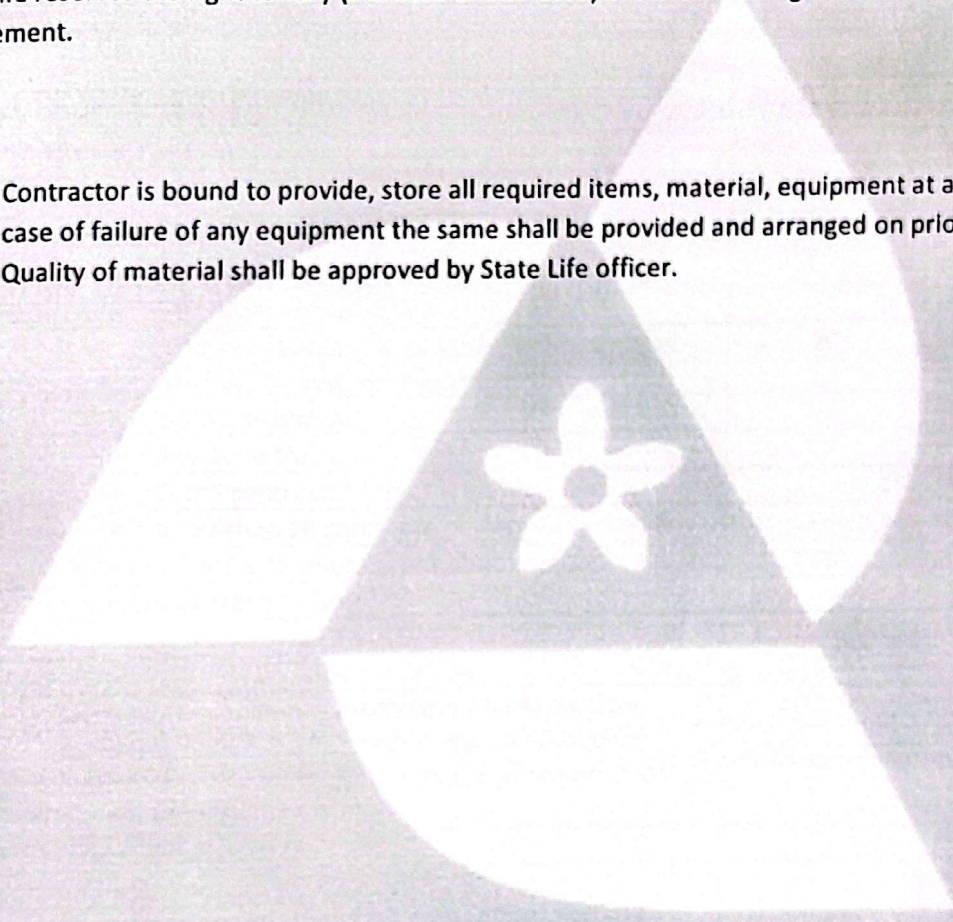 ement.
Contractor is bound to provide, store all required items, material, equipment at a
case of failure of any equipment the same shall be provided and arranged on prio
Quality of material shall be approved by State Life officer.